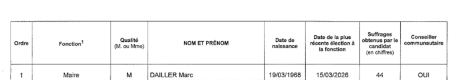 Ordre
Fonction1
Qualité
(M. ou Mme)
NOM ET PRÉNOM
Date de
naissance
Date de la plus
récente élection à
la fonction
Suffrages
obtenus par le
candidat
(en chiffres)
Conseiller
communautaire
1 Maire M DAILLER Marc 19/03/1968 15/03/2026 44 OUI